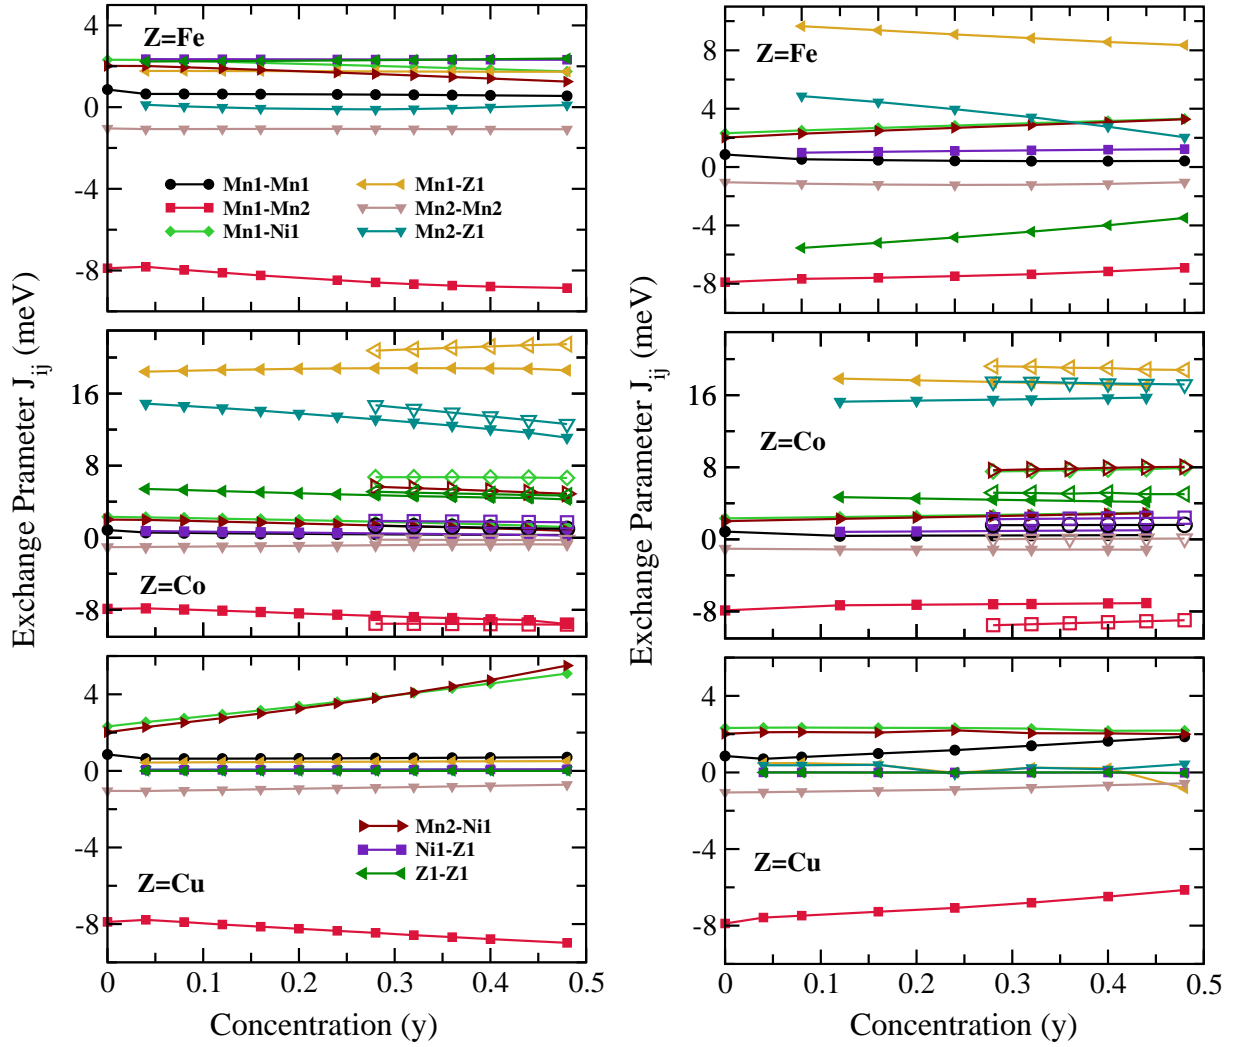 4
0
-4
-8
Z=Fe
Mn1-Mn1
Mn1-Mn2
Mn1-Ni1
Mn1-Z1
Mn2-Mn2
Mn2-Z1
16
8
0
-8
Z=Co
4
0
-4
-8
Z=Cu
Mn2-Ni1
Ni1-Z1
Z1-Z1
0 0.1 0.2 0.3 0.4 0.5
Concentration (y)
Exchange Prameter J_ij (meV)
8
4
0
-4
-8
Z=Fe
16
8
0
-8
Z=Co
4
0
-4
-8
Z=Cu
0 0.1 0.2 0.3 0.4 0.5
Concentration (y)
Exchange Parameter J_ij (meV)